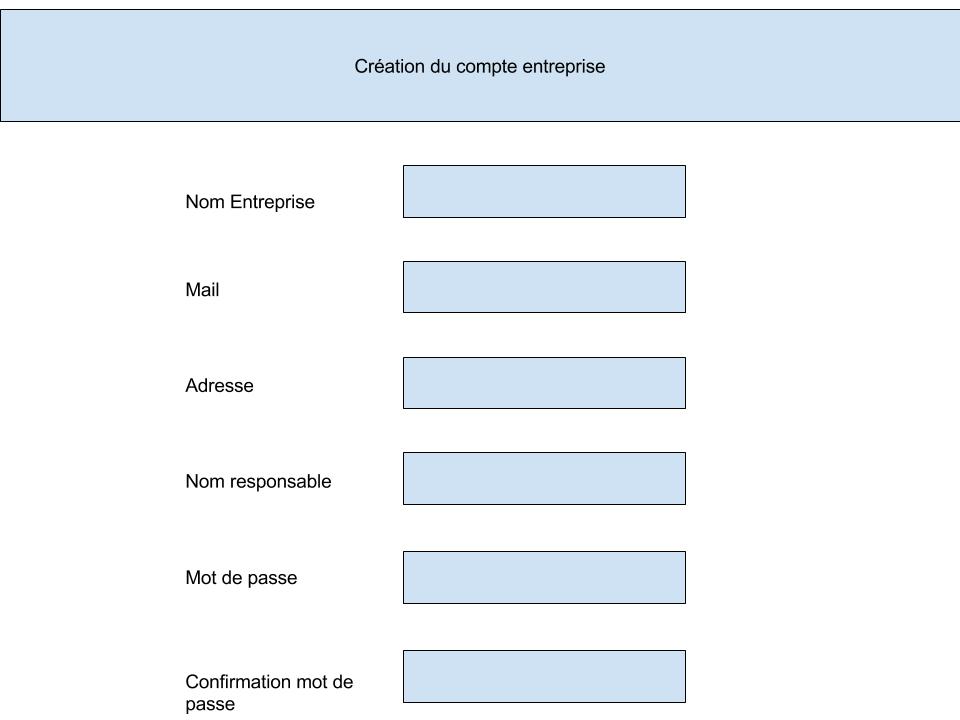 Création du compte entreprise
Nom Entreprise
Mail
Adresse
Nom responsable
Mot de passe
Confirmation mot de
passe